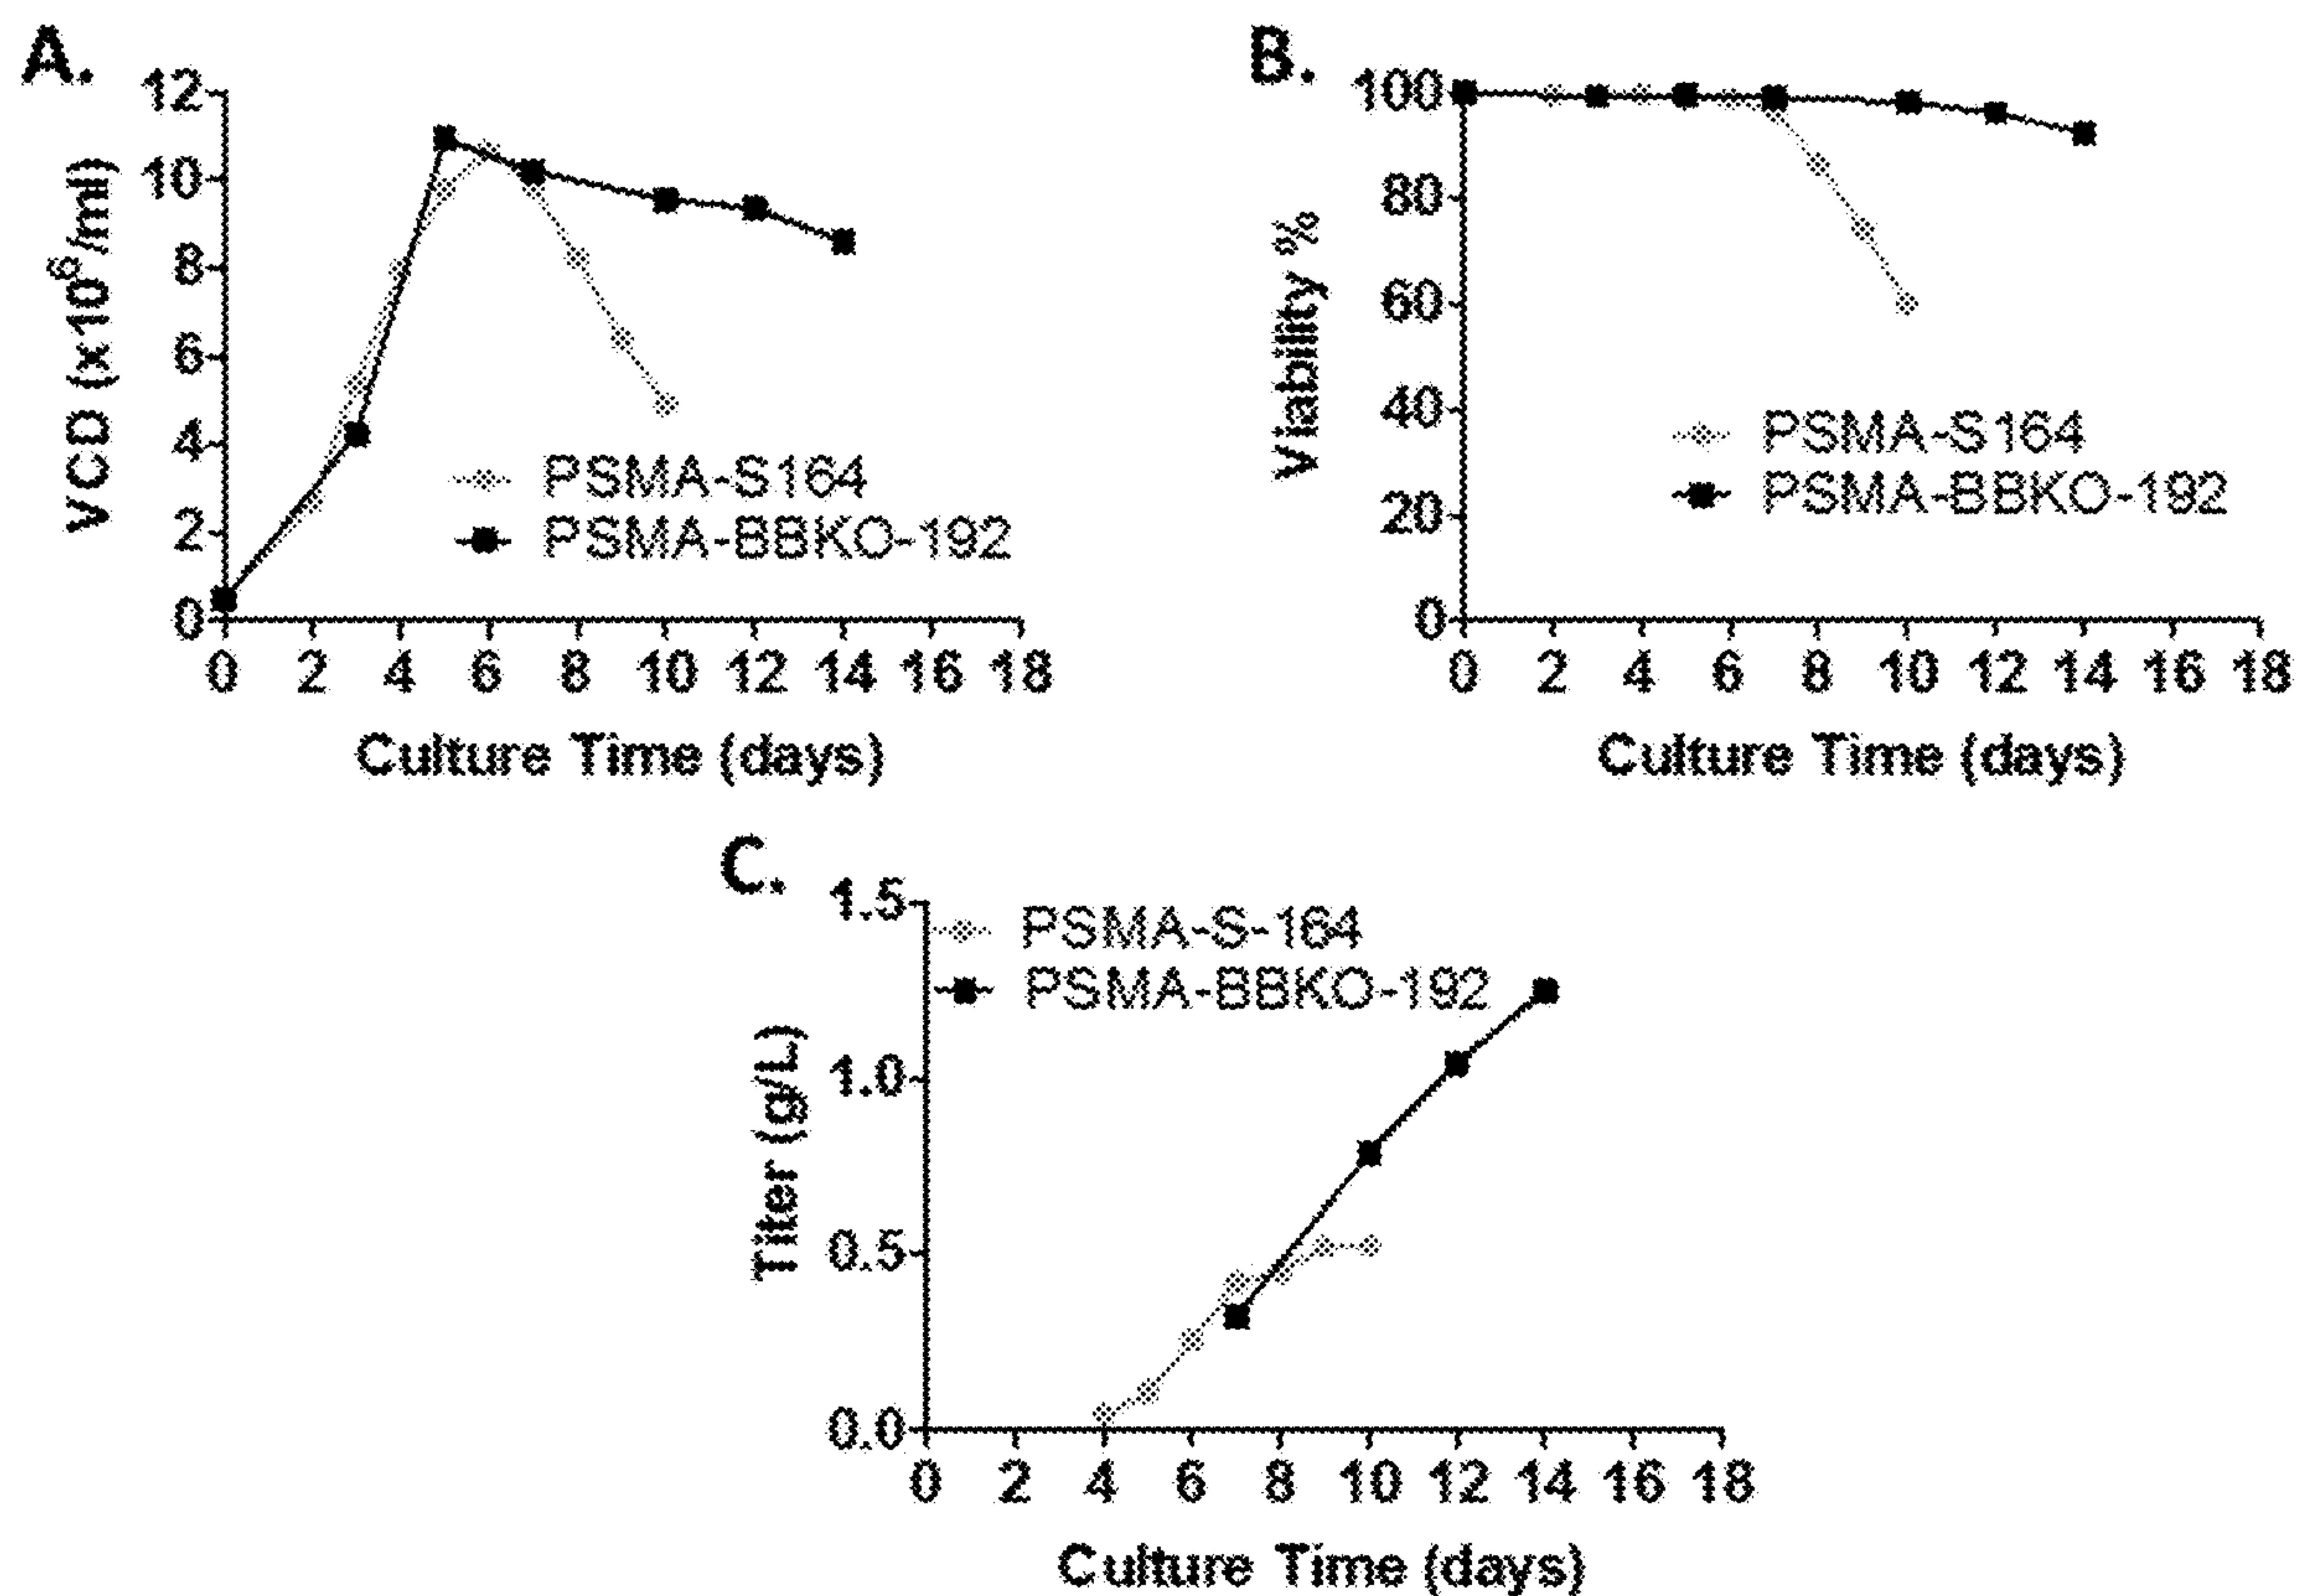 A.
12
10
8
6
4
2
0
VCD (x10⁶/ml)
PSMA-S164
PSMA-BBKO-192
0 2 4 6 8 10 12 14 16 18
Culture Time (days)
B.
100
80
60
40
20
0
Viability %
PSMA-S164
PSMA-BBKO-192
0 2 4 6 8 10 12 14 16 18
Culture Time (days)
C.
1.5
1.0
0.5
0.0
Titer (g/L)
PSMA-S-164
PSMA-BBKO-192
0 2 4 6 8 10 12 14 16 18
Culture Time (days)